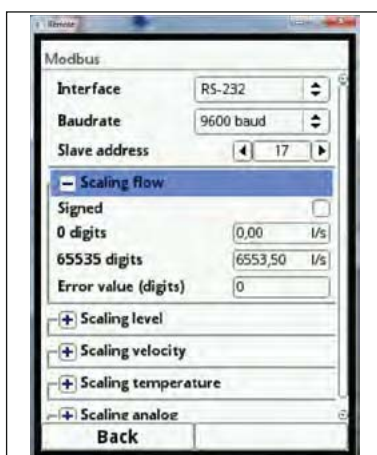 Remote
Modbus
Interface RS-232
Baudrate 9600 baud
Slave address 17
Scaling flow
Signed
0 digits 0,00 l/s
65535 digits 6553,50 l/s
Error value (digits) 0
Scaling level
Scaling velocity
Scaling temperature
Scaling analog
Back